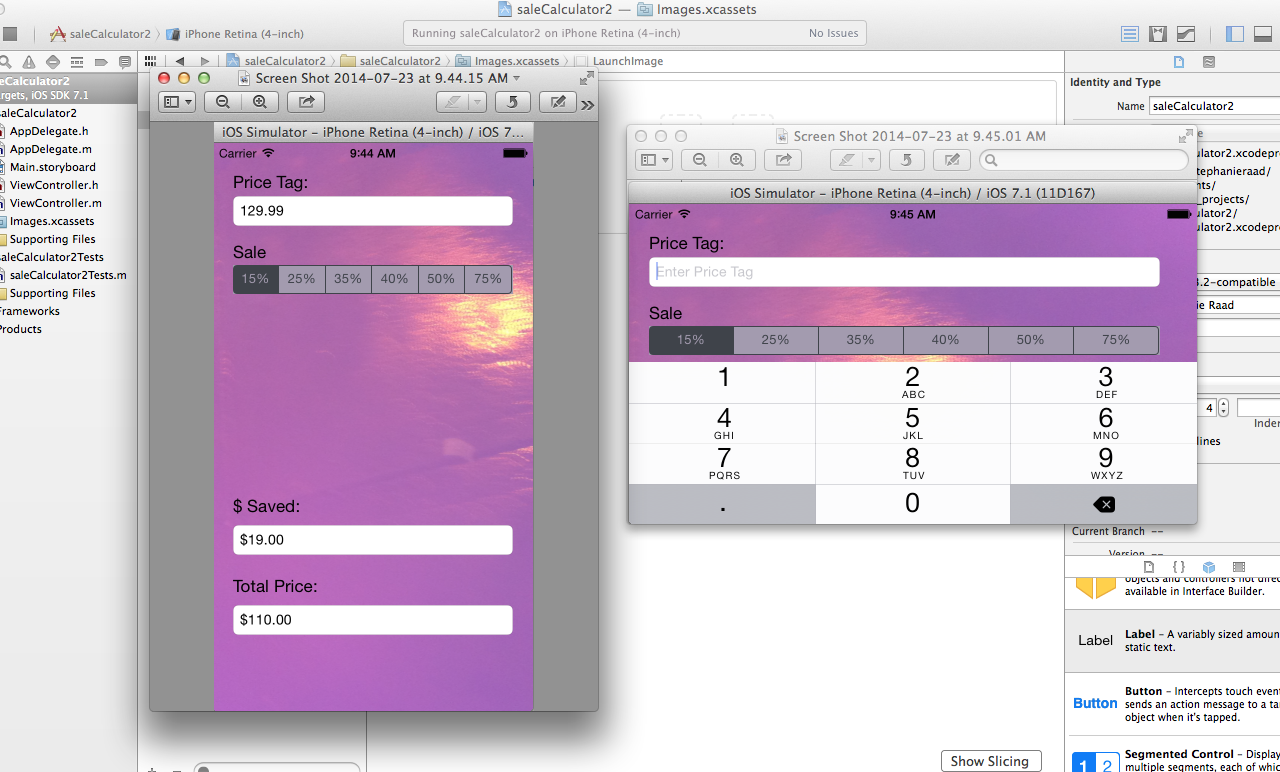 saleCalculator2 — Images.xcassets
saleCalculator2 iPhone Retina (4-inch)
Running saleCalculator2 on iPhone Retina (4-inch) No Issues
saleCalculator2 saleCalculator2 Images.xcassets LaunchImage
saleCalculator2
targets, iOS SDK 7.1
saleCalculator2
AppDelegate.h
AppDelegate.m
Main.storyboard
ViewController.h
ViewController.m
Images.xcassets
Supporting Files
saleCalculator2Tests
saleCalculator2Tests.m
Supporting Files
Frameworks
Products
Screen Shot 2014-07-23 at 9.44.15 AM
iOS Simulator – iPhone Retina (4-inch) / iOS 7...
Carrier 9:44 AM
Price Tag:
129.99
Sale
15% 25% 35% 40% 50% 75%
$ Saved:
$19.00
Total Price:
$110.00
Screen Shot 2014-07-23 at 9.45.01 AM
iOS Simulator – iPhone Retina (4-inch) / iOS 7.1 (11D167)
Carrier 9:45 AM
Price Tag:
Enter Price Tag
Sale
15% 25% 35% 40% 50% 75%
1 2 3
ABC DEF
4 5 6
GHI JKL MNO
7 8 9
PQRS TUV WXYZ
. 0
Identity and Type
Name saleCalculator2
ulator2.xcodepro
tephanieraad/
nts/
_projects/
ulator2/
ulator2.xcodepro
3.2-compatible
ie Raad
4
Inden
lines
Current Branch --
Version --
objects and controllers not direc
available in Interface Builder.
Label
Label – A variably sized amoun
static text.
Button
Button – Intercepts touch event
sends an action message to a ta
object when it's tapped.
1 2
Segmented Control – Display
multiple segments, each of which
Show Slicing